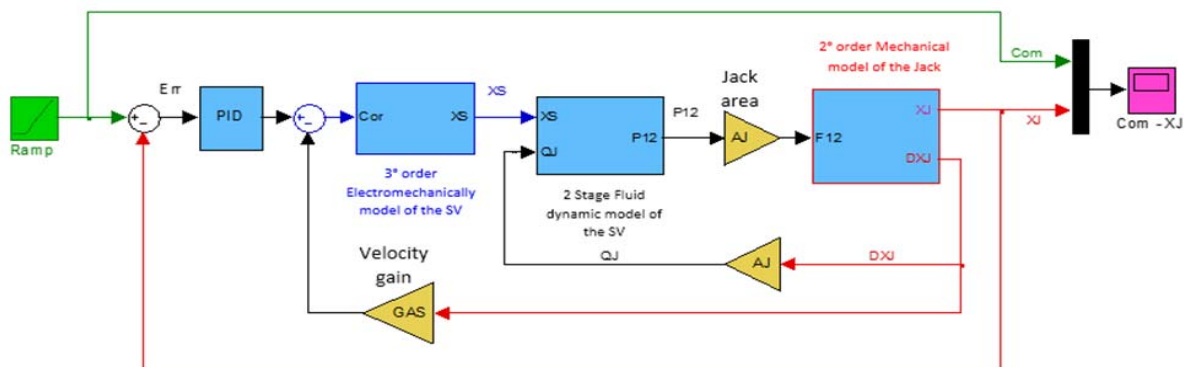 2° order Mechanical
model of the Jack
Com
Jack
area
Err
XS
P12
XJ
PID
Cor
XS
XS
P12
AJ
F12
XJ
Com -XJ
Ramp
QJ
DXJ
3° order
Electromechanically
model of the SV
2 Stage Fluid
dynamic model of
the SV
Velocity
gain
QJ
AJ
DXJ
GAS